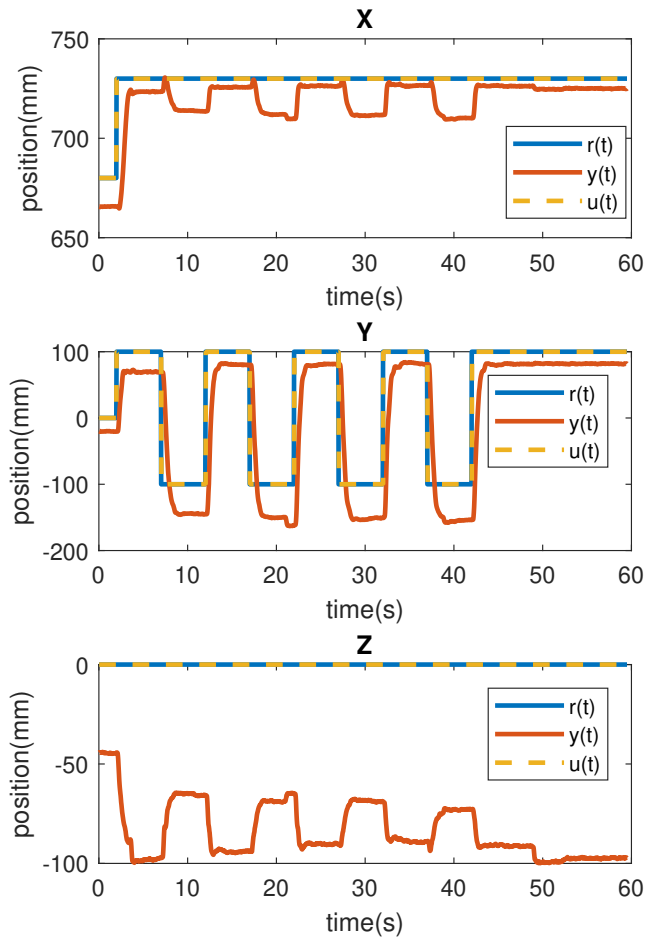 X
750
700
650
position(mm)
0 10 20 30 40 50 60
time(s)
r(t)
y(t)
u(t)
Y
100
0
-100
-200
position(mm)
0 10 20 30 40 50 60
time(s)
r(t)
y(t)
u(t)
Z
0
-50
-100
position(mm)
0 10 20 30 40 50 60
time(s)
r(t)
y(t)
u(t)